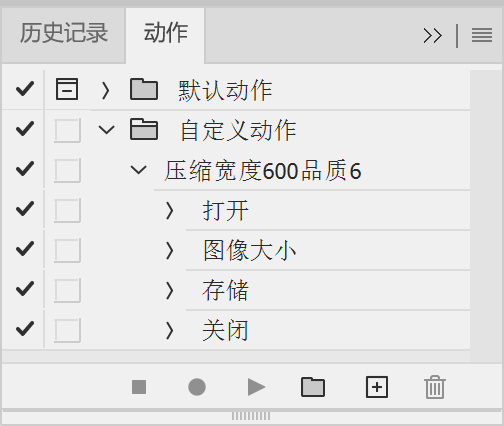 历史记录 动作
默认动作
自定义动作
压缩宽度600品质6
打开
图像大小
存储
关闭